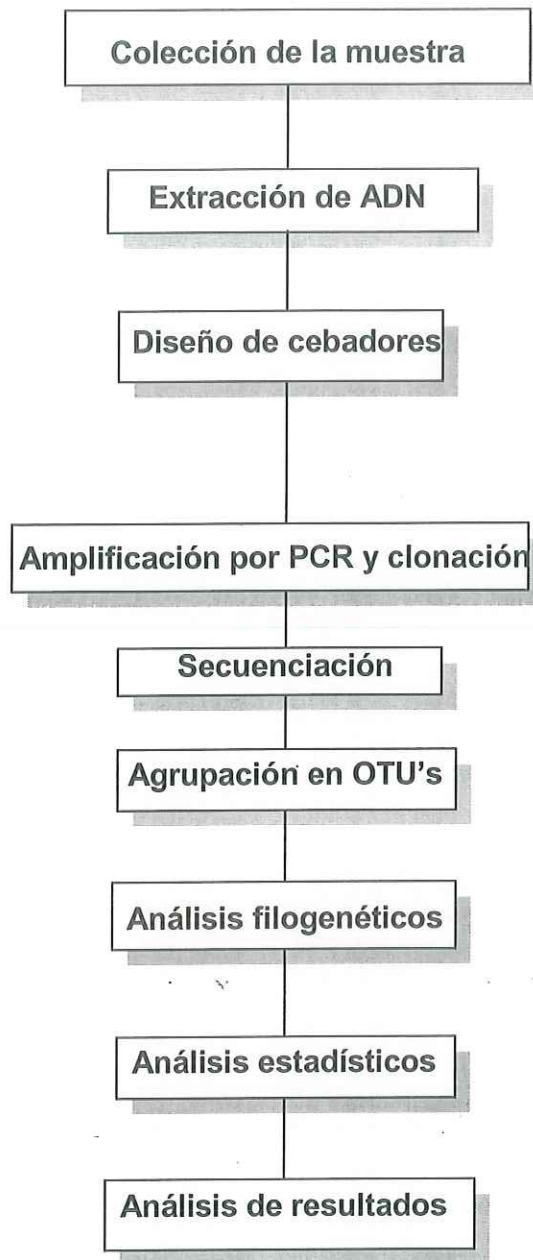 Colección de la muestra
Extracción de ADN
Diseño de cebadores
Amplificación por PCR y clonación
Secuenciación
Agrupación en OTU's
Análisis filogenéticos
Análisis estadísticos
Análisis de resultados